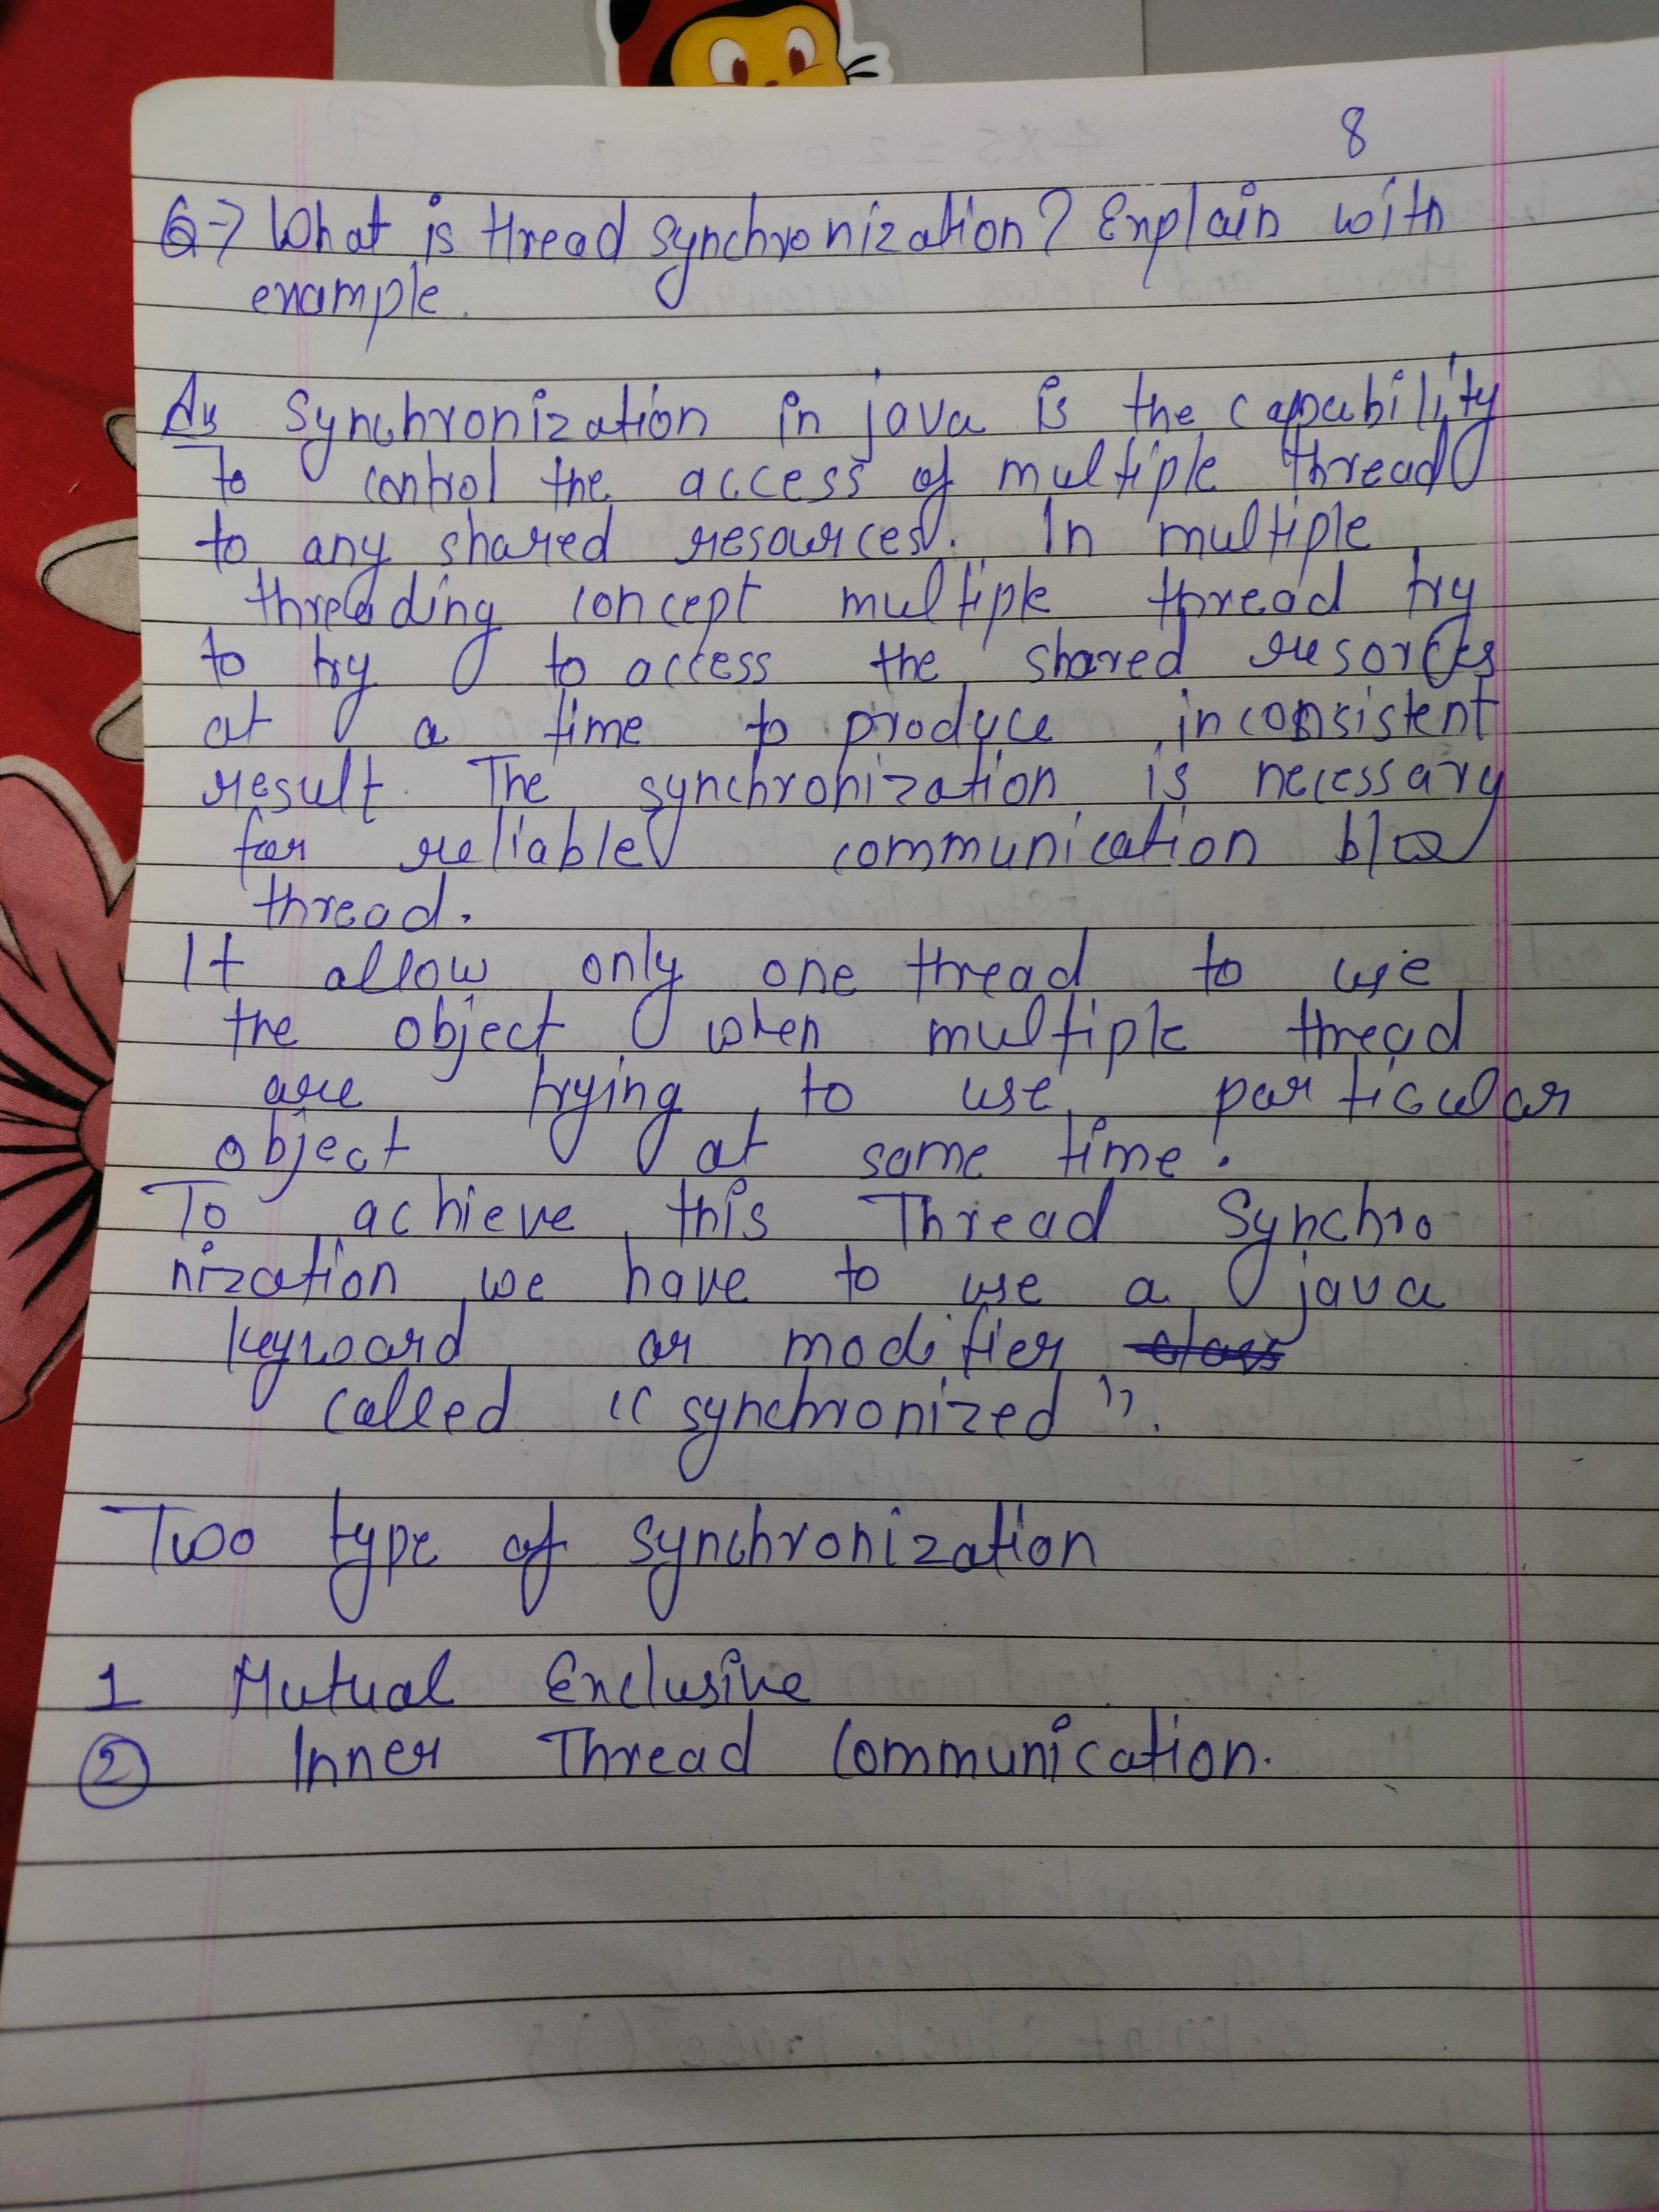 8
Q→ What is thread synchronization? Explain with
example.
Ans Synchronization in java is the capability
To control the access of multiple thread
to any shared resources. In multiple
threading concept multiple thread try
to try to access the shared resorces
at a time to produce inconsistent
result. The synchronization is necessary
for reliable communication b/w
thread.
It allow only one thread to use
the object when multiple thread
are trying to use particular
object at same time.
To achieve this Thread Synchro
nization we have to use a java
keyword or modifier
called "synchronized".
Two type of synchronization
1 Mutual Exclusive
② Inner Thread Communication.